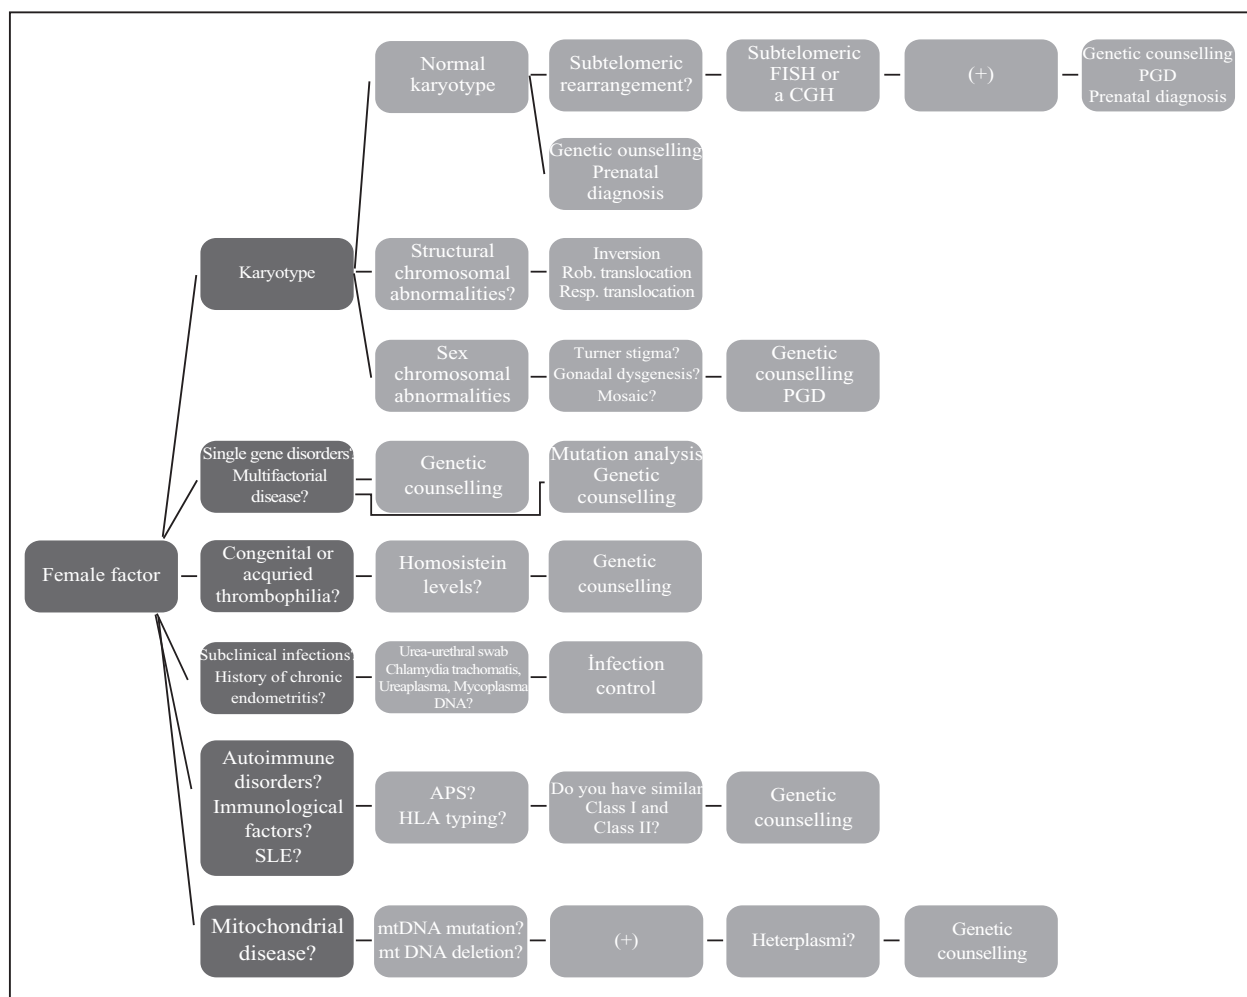 Normal
karyotype
Subtelomeric
rearrangement?
Subtelomeric
FISH or
a CGH
(+)
Genetic counselling
PGD
Prenatal diagnosis
Genetic ounselling
Prenatal
diagnosis
Karyotype
Structural
chromosomal
abnormalities?
Inversion
Rob. translocation
Resp. translocation
Sex
chromosomal
abnormalities
Turner stigma?
Gonadal dysgenesis?
Mosaic?
Genetic
counselling
PGD
Single gene disorders?
Multifactorial
disease?
Genetic
counselling
Mutation analysis
Genetic
counselling
Female factor
Congenital or
acquried
thrombophilia?
Homosistein
levels?
Genetic
counselling
Subclinical infections?
History of chronic
endometritis?
Urea-urethral swab
Chlamydia trachomatis,
Ureaplasma, Mycoplasma
DNA?
İnfection
control
Autoimmune
disorders?
Immunological
factors?
SLE?
APS?
HLA typing?
Do you have similar
Class I and
Class II?
Genetic
counselling
Mitochondrial
disease?
mtDNA mutation?
mt DNA deletion?
(+)
Heterplasmi?
Genetic
counselling